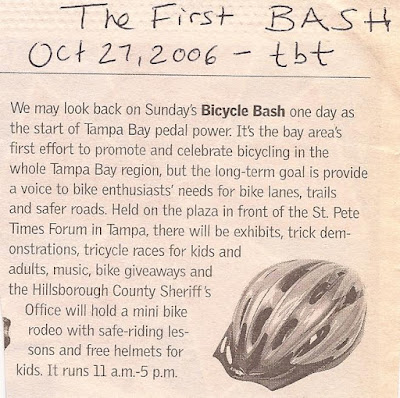 The First BASH
Oct 27, 2006 - tbt
We may look back on Sunday's Bicycle Bash one day as
the start of Tampa Bay pedal power. It's the bay area's
first effort to promote and celebrate bicycling in the
whole Tampa Bay region, but the long-term goal is provide
a voice to bike enthusiasts' needs for bike lanes, trails
and safer roads. Held on the plaza in front of the St. Pete
Times Forum in Tampa, there will be exhibits, trick dem-
onstrations, tricycle races for kids and
adults, music, bike giveaways and
the Hillsborough County Sheriff's
Office will hold a mini bike
rodeo with safe-riding les-
sons and free helmets for
kids. It runs 11 a.m.-5 p.m.